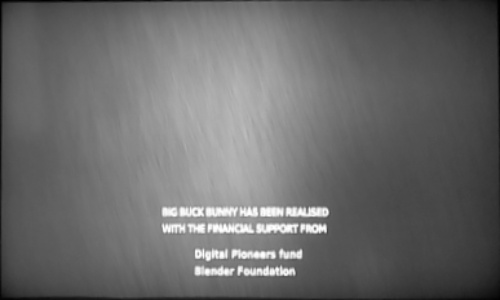 BIG BUCK BUNNY HAS BEEN REALISED
WITH THE FINANCIAL SUPPORT FROM
Digital Pioneers fund
Blender Foundation